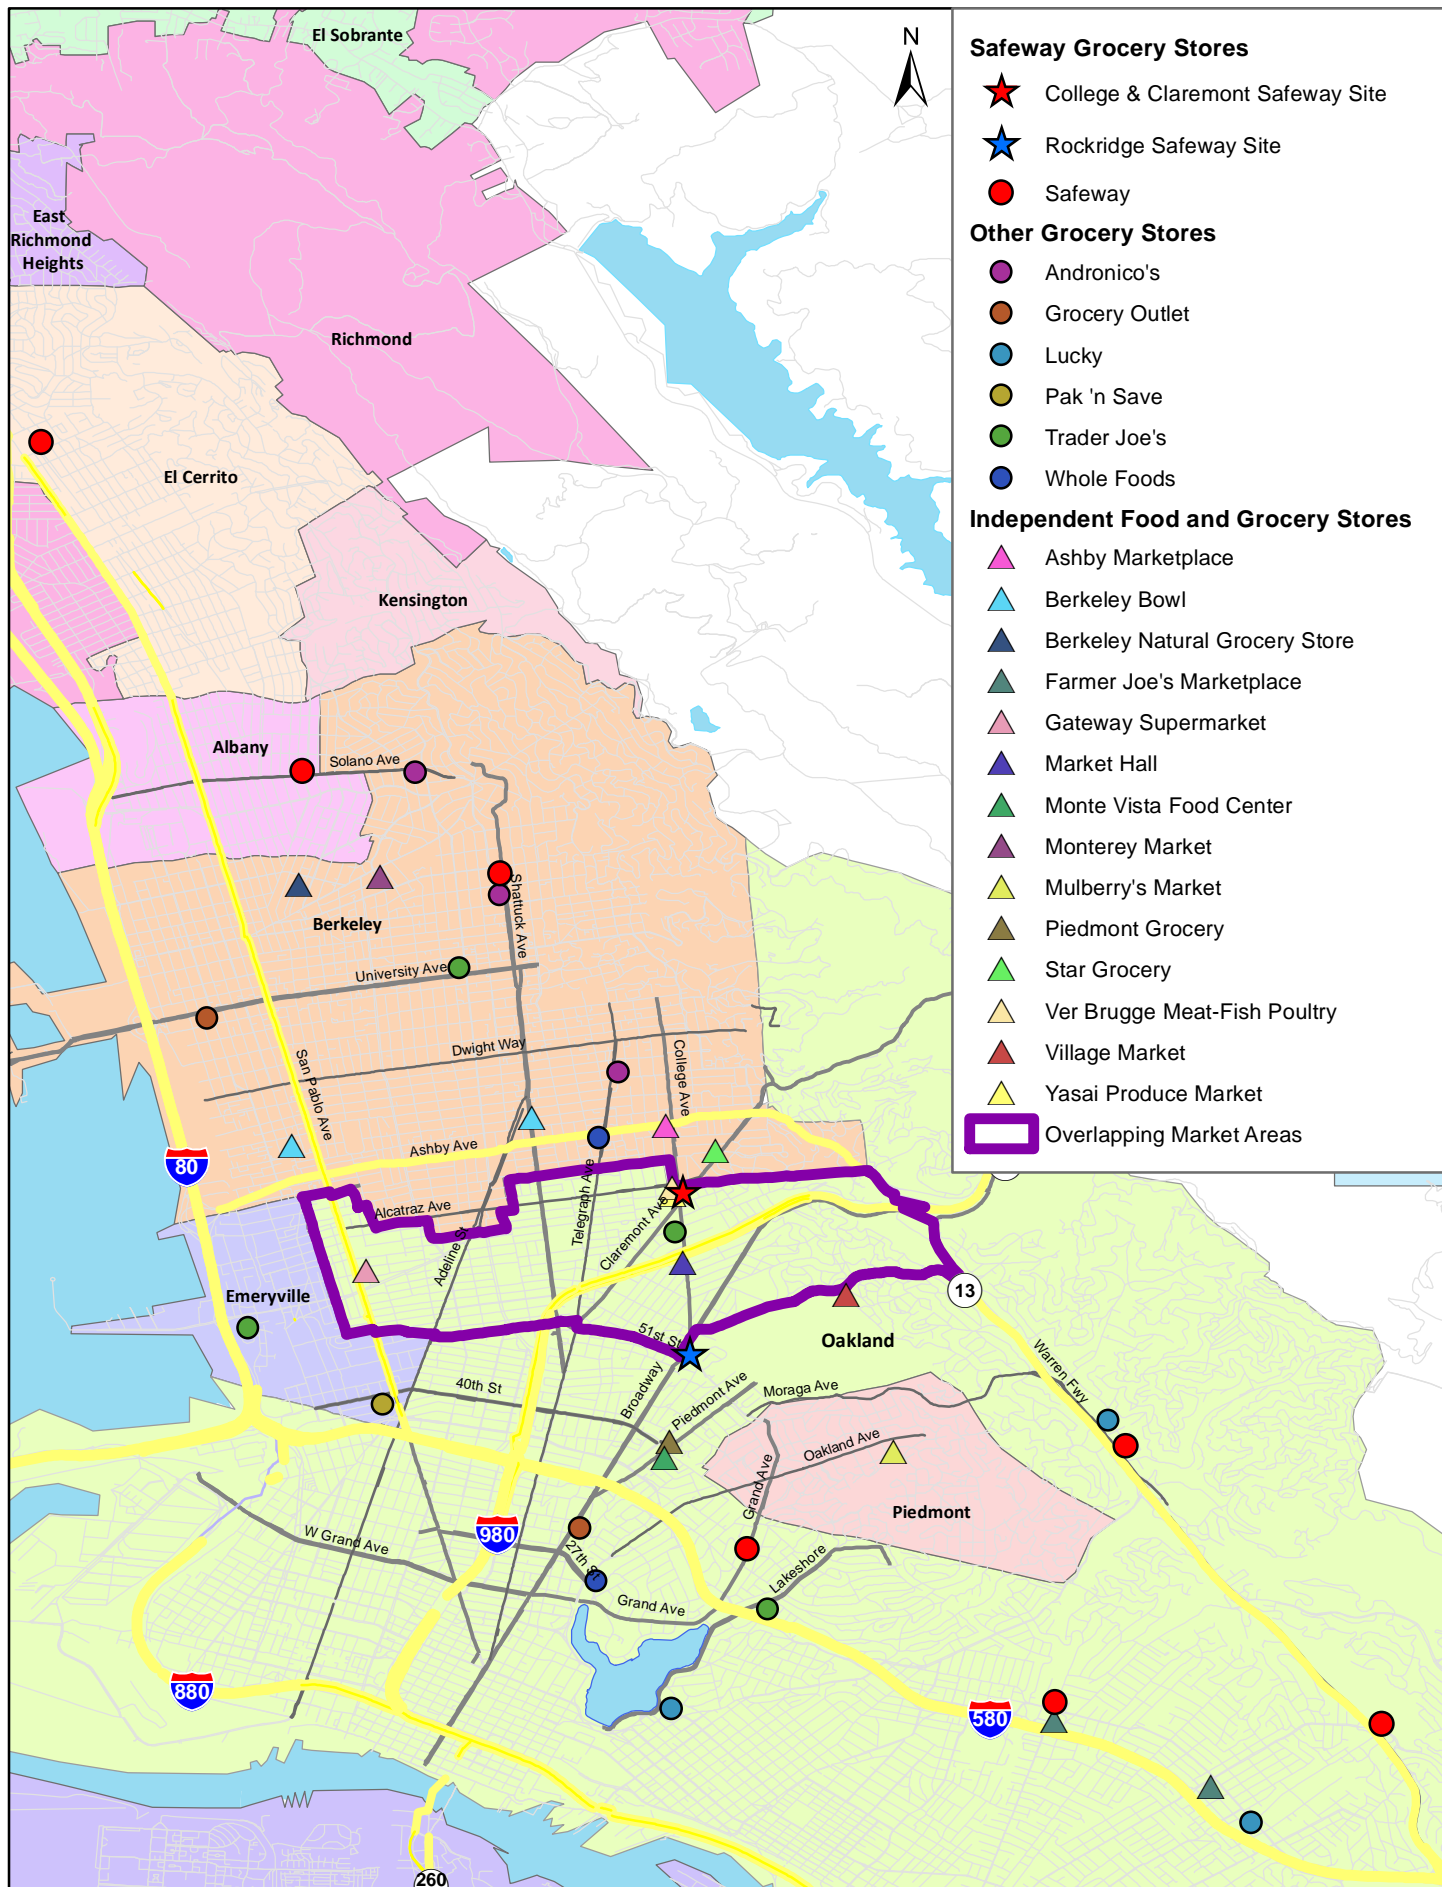 El Sobrante
N
East
Richmond
Heights
Richmond
El Cerrito
Kensington
Albany
Solano Ave
Shattuck Ave
Berkeley
University Ave
San Pablo Ave
Dwight Way
College Ave
Ashby Ave
80
Telegraph Ave
Alcatraz Ave
Claremont Ave
Adeline St
Emeryville
13
51st St
Oakland
Warren Fwy
40th St
Broadway
Piedmont Ave
Moraga Ave
Oakland Ave
Grand Ave
Piedmont
W Grand Ave
980
27th St
Lakeshore
Grand Ave
880
580
260
Safeway Grocery Stores
College & Claremont Safeway Site
Rockridge Safeway Site
Safeway
Other Grocery Stores
Andronico's
Grocery Outlet
Lucky
Pak 'n Save
Trader Joe's
Whole Foods
Independent Food and Grocery Stores
Ashby Marketplace
Berkeley Bowl
Berkeley Natural Grocery Store
Farmer Joe's Marketplace
Gateway Supermarket
Market Hall
Monte Vista Food Center
Monterey Market
Mulberry's Market
Piedmont Grocery
Star Grocery
Ver Brugge Meat-Fish Poultry
Village Market
Yasai Produce Market
Overlapping Market Areas